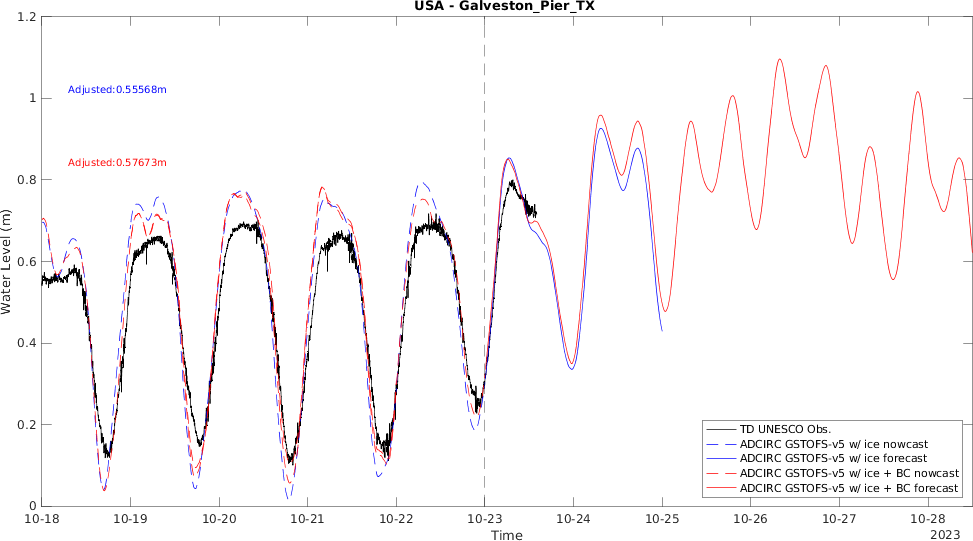 USA - Galveston_Pier_TX
1.2
1
0.8
0.6
0.4
0.2
0
Water Level (m)
Adjusted:0.55568m
Adjusted:0.57673m
TD UNESCO Obs.
ADCIRC GSTOFS-v5 w/ ice nowcast
ADCIRC GSTOFS-v5 w/ ice forecast
ADCIRC GSTOFS-v5 w/ ice + BC nowcast
ADCIRC GSTOFS-v5 w/ ice + BC forecast
10-18 10-19 10-20 10-21 10-22 10-23 10-24 10-25 10-26 10-27 10-28
2023
Time